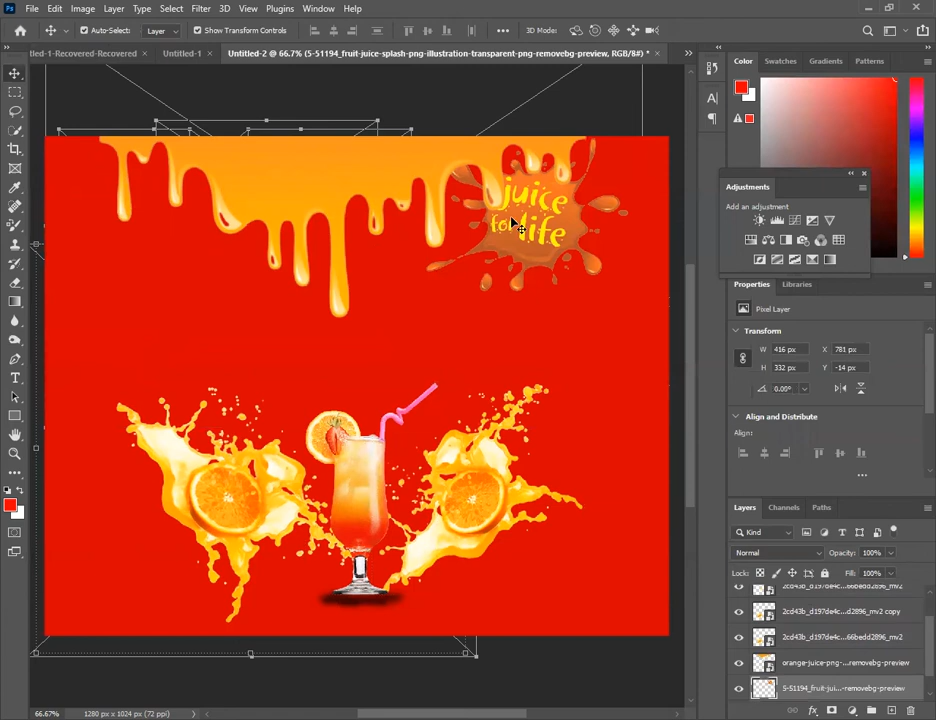 File Edit Image Layer Type Select Filter 3D View Plugins Window Help
Auto-Select: Layer Show Transform Controls 3D Mode:
tled-1-Recovered-Recovered Untitled-1 Untitled-2 @ 66.7% (5-51194_fruit-juice-splash-png-illustration-transparent-png-removebg-preview, RGB/8#) *
juice
for life
Color Swatches Gradients Patterns
Adjustments
Add an adjustment
Properties Libraries
Pixel Layer
Transform
W 416 px X 781 px
H 332 px Y -14 px
0.00°
Align and Distribute
Align:
Layers Channels Paths
Kind
Normal Opacity: 100%
Lock: Fill: 100%
2cd43b_d197de4c...66bedd2896_mv2
2cd43b_d197de4...d2896_mv2 copy
2cd43b_d197de4c...66bedd2896_mv2
orange-juice-png-...removebg-preview
5-51194_fruit-jui...-removebg-preview
66.67% 1280 px x 1024 px (72 ppi)